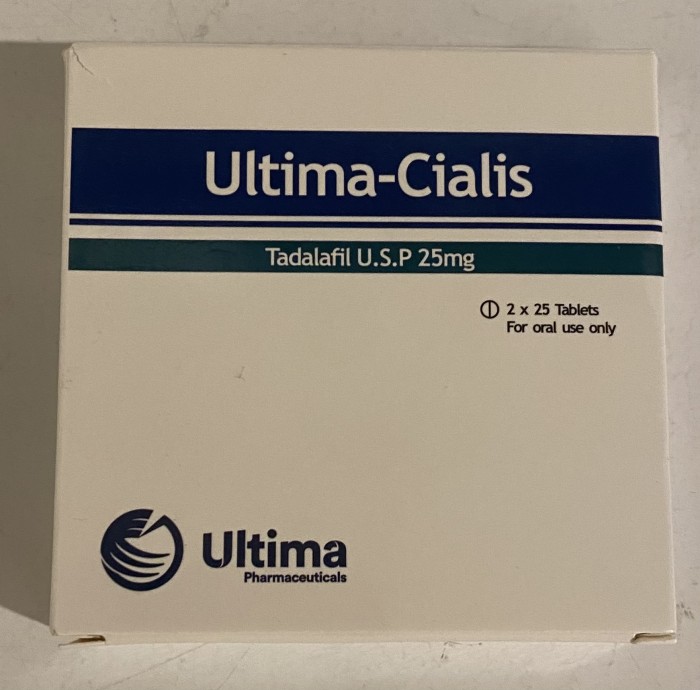 Ultima-Cialis
Tadalafil U.S.P 25mg
2 x 25 Tablets
For oral use only
Ultima
Pharmaceuticals